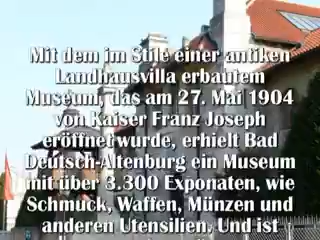 Mit dem im Stile einer antiken
Landhausvilla erbautem
Museum, das am 27. Mai 1904
von Kaiser Franz Joseph
eröffnet wurde, erhielt Bad
Deutsch-Altenburg ein Museum
mit über 3.300 Exponaten, wie
Schmuck, Waffen, Münzen und
anderen Utensilien. Und ist